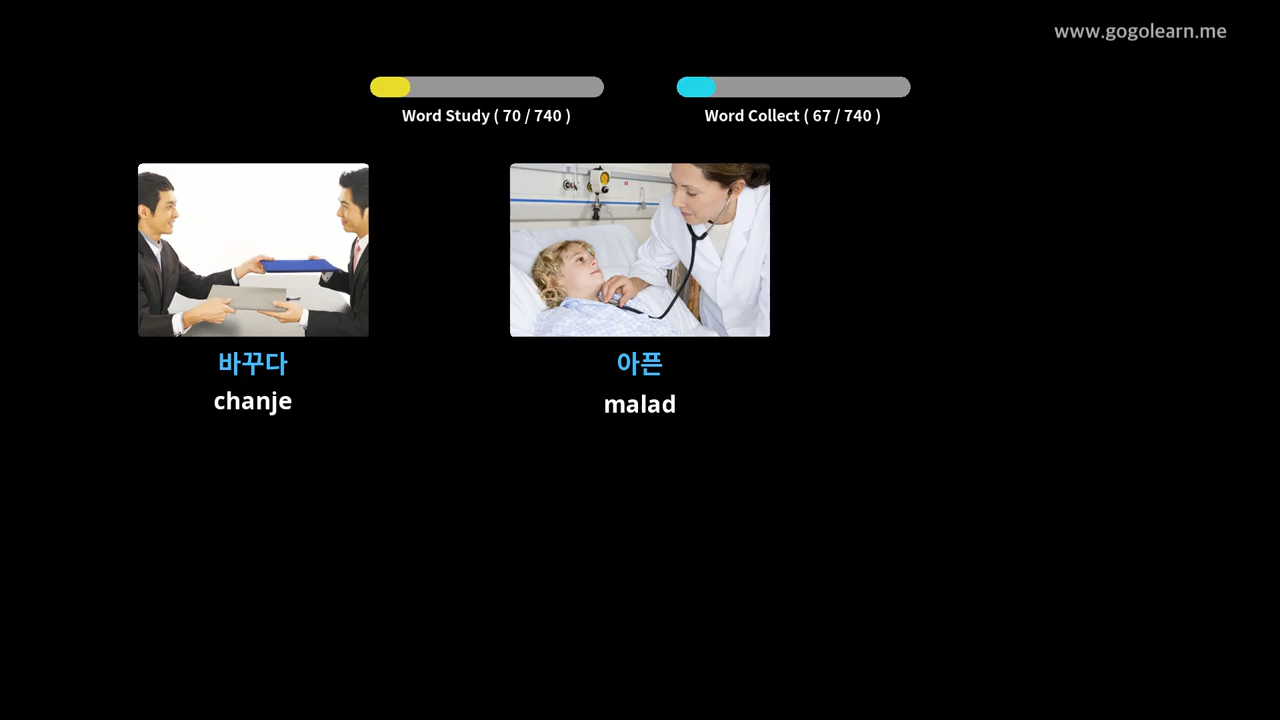 www.gogolearn.me
Word Study ( 70 / 740 )
Word Collect ( 67 / 740 )
바꾸다
chanje
아픈
malad